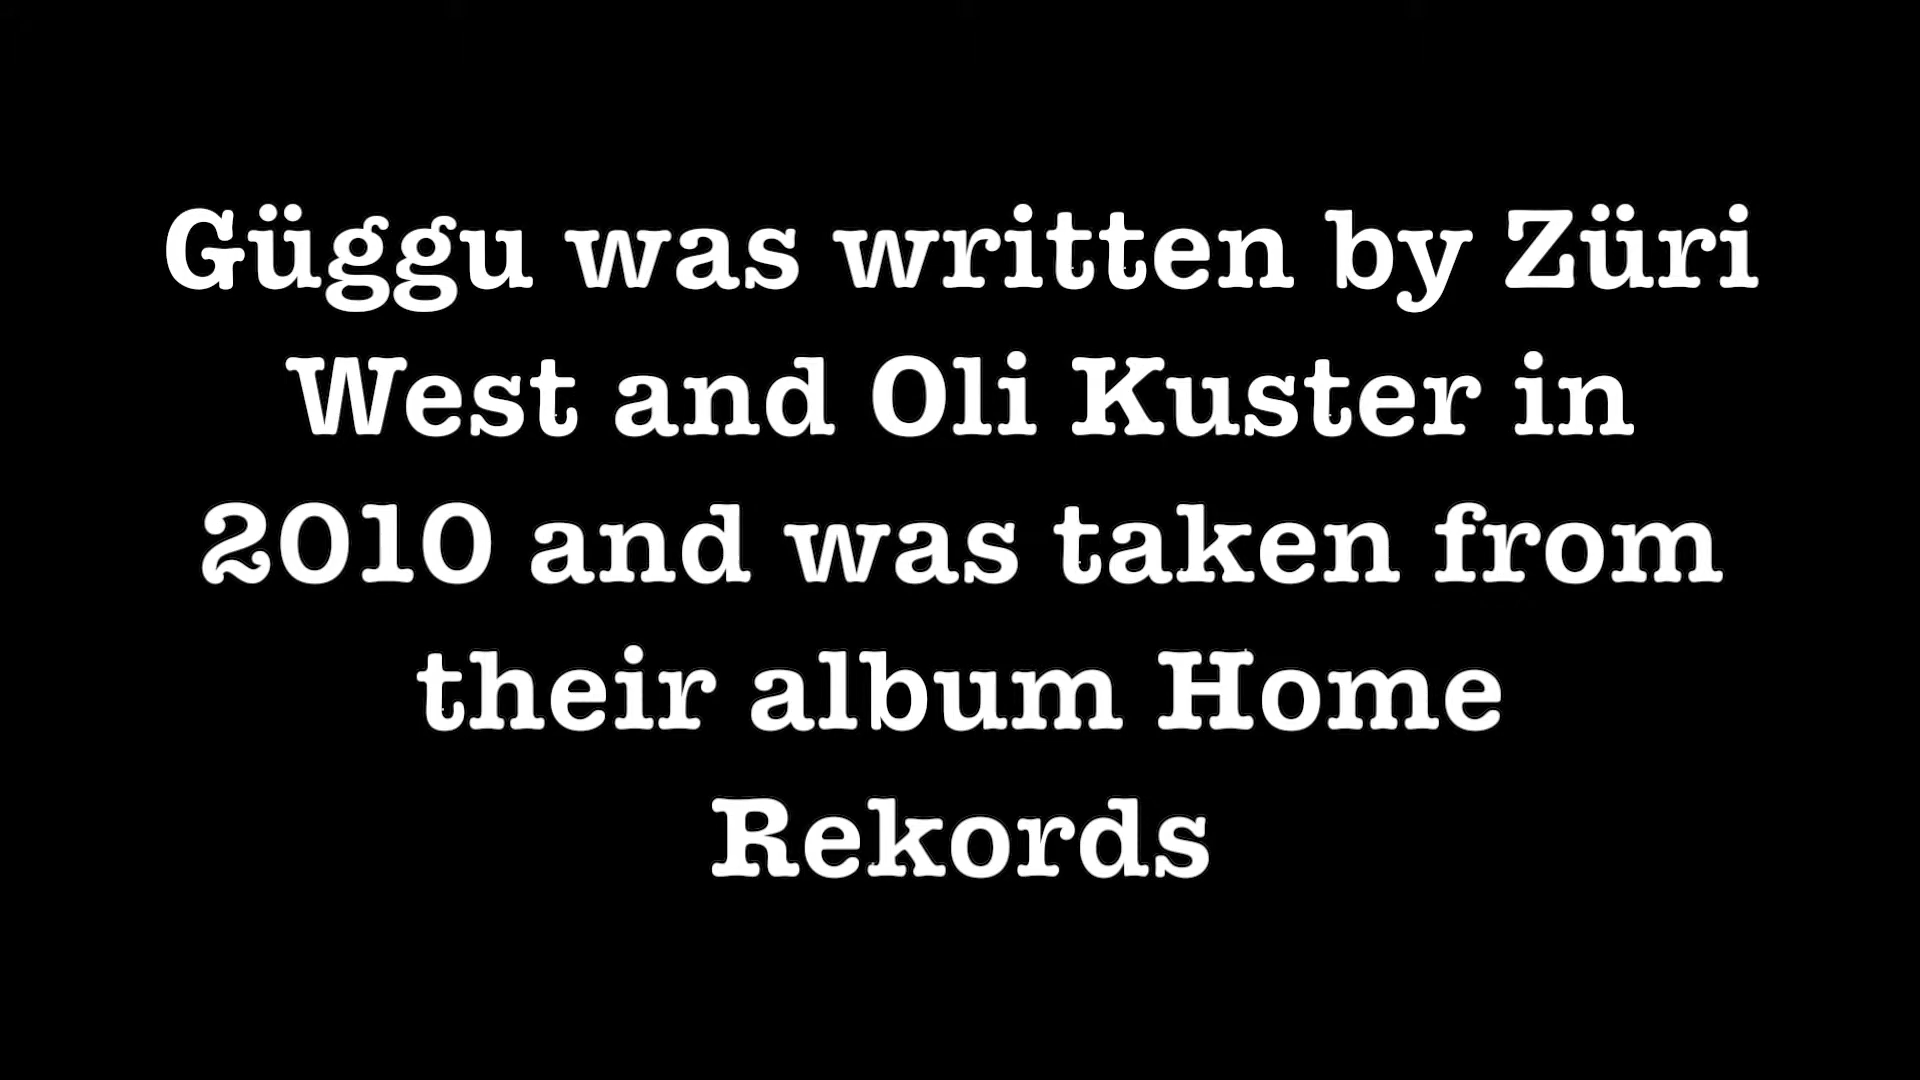 Güggu was written by Züri
West and Oli Kuster in
2010 and was taken from
their album Home
Rekords